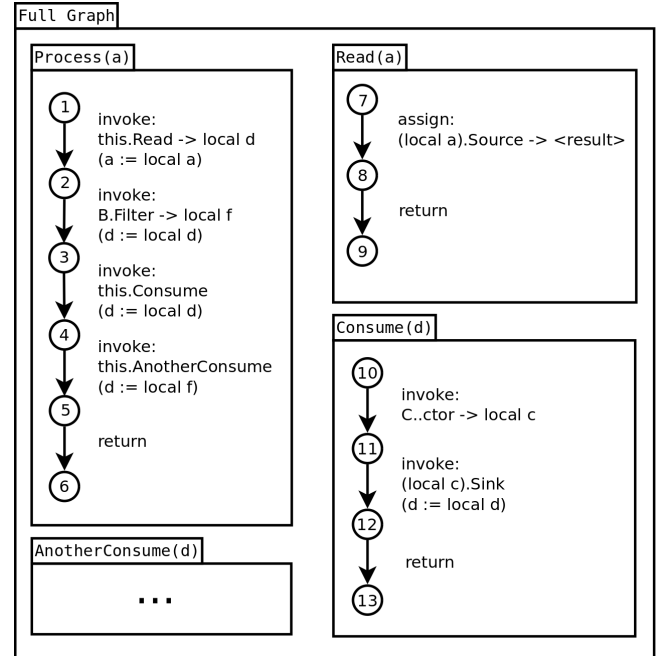 Full Graph
Process(a)
1
invoke:
this.Read -> local d
(a := local a)
2
invoke:
B.Filter -> local f
(d := local d)
3
invoke:
this.Consume
(d := local d)
4
invoke:
this.AnotherConsume
(d := local f)
5
return
6
AnotherConsume(d)
...
Read(a)
7
assign:
(local a).Source -> <result>
8
return
9
Consume(d)
10
invoke:
C..ctor -> local c
11
invoke:
(local c).Sink
(d := local d)
12
return
13